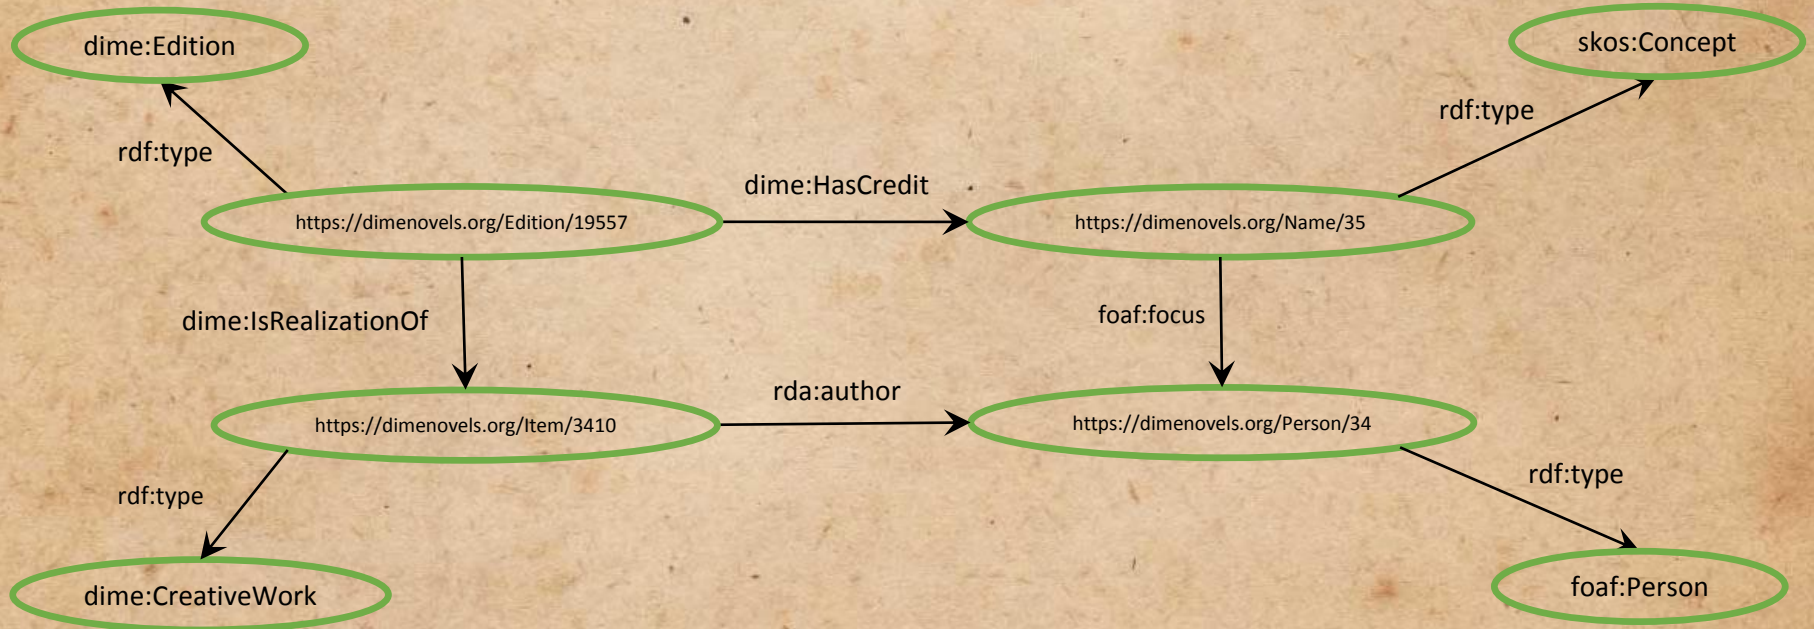 dime:Edition
skos:Concept
rdf:type
rdf:type
dime:HasCredit
https://dimenovels.org/Edition/19557
https://dimenovels.org/Name/35
dime:IsRealizationOf
foaf:focus
rda:author
https://dimenovels.org/Item/3410
https://dimenovels.org/Person/34
rdf:type
rdf:type
dime:CreativeWork
foaf:Person